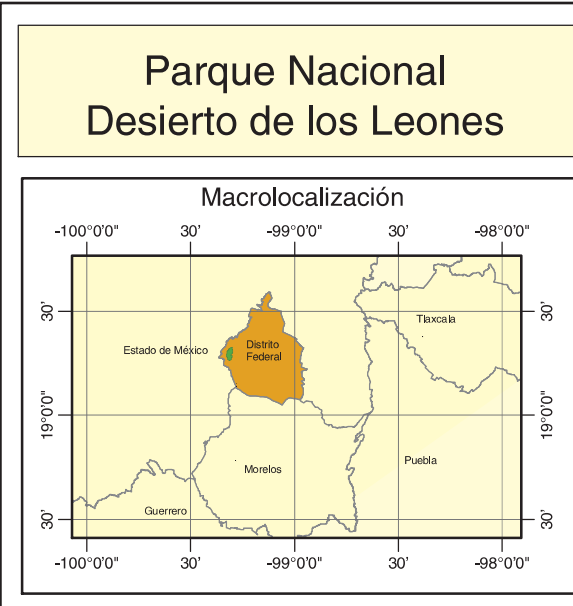 Parque Nacional
Desierto de los Leones
Macrolocalización
-100°0'0" 30' -99°0'0" 30' -98°0'0"
30' 30'
Tlaxcala
Estado de México
Distrito
Federal
19°0'0" 19°0'0"
Morelos
Puebla
Guerrero
30' 30'
-100°0'0" 30' -99°0'0" 30' -98°0'0"